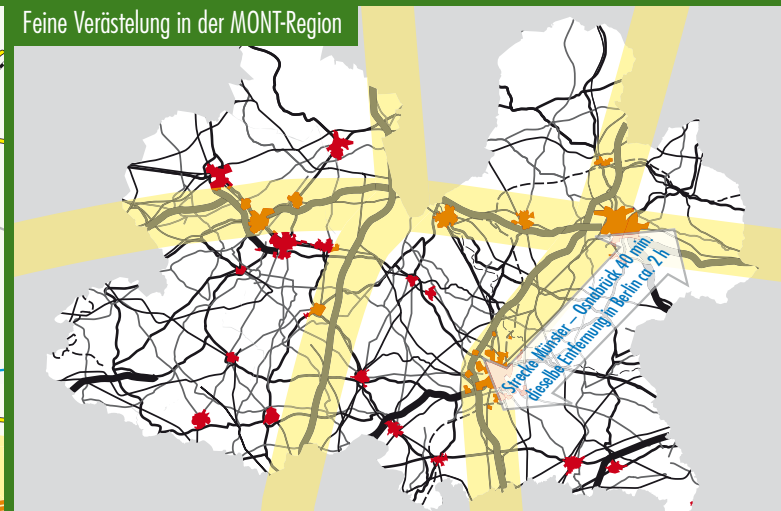 Feine Verästelung in der MONT-Region
Strecke Münster – Osnabrück 40 min.
dieselbe Entfernung in Berlin ca. 2 h